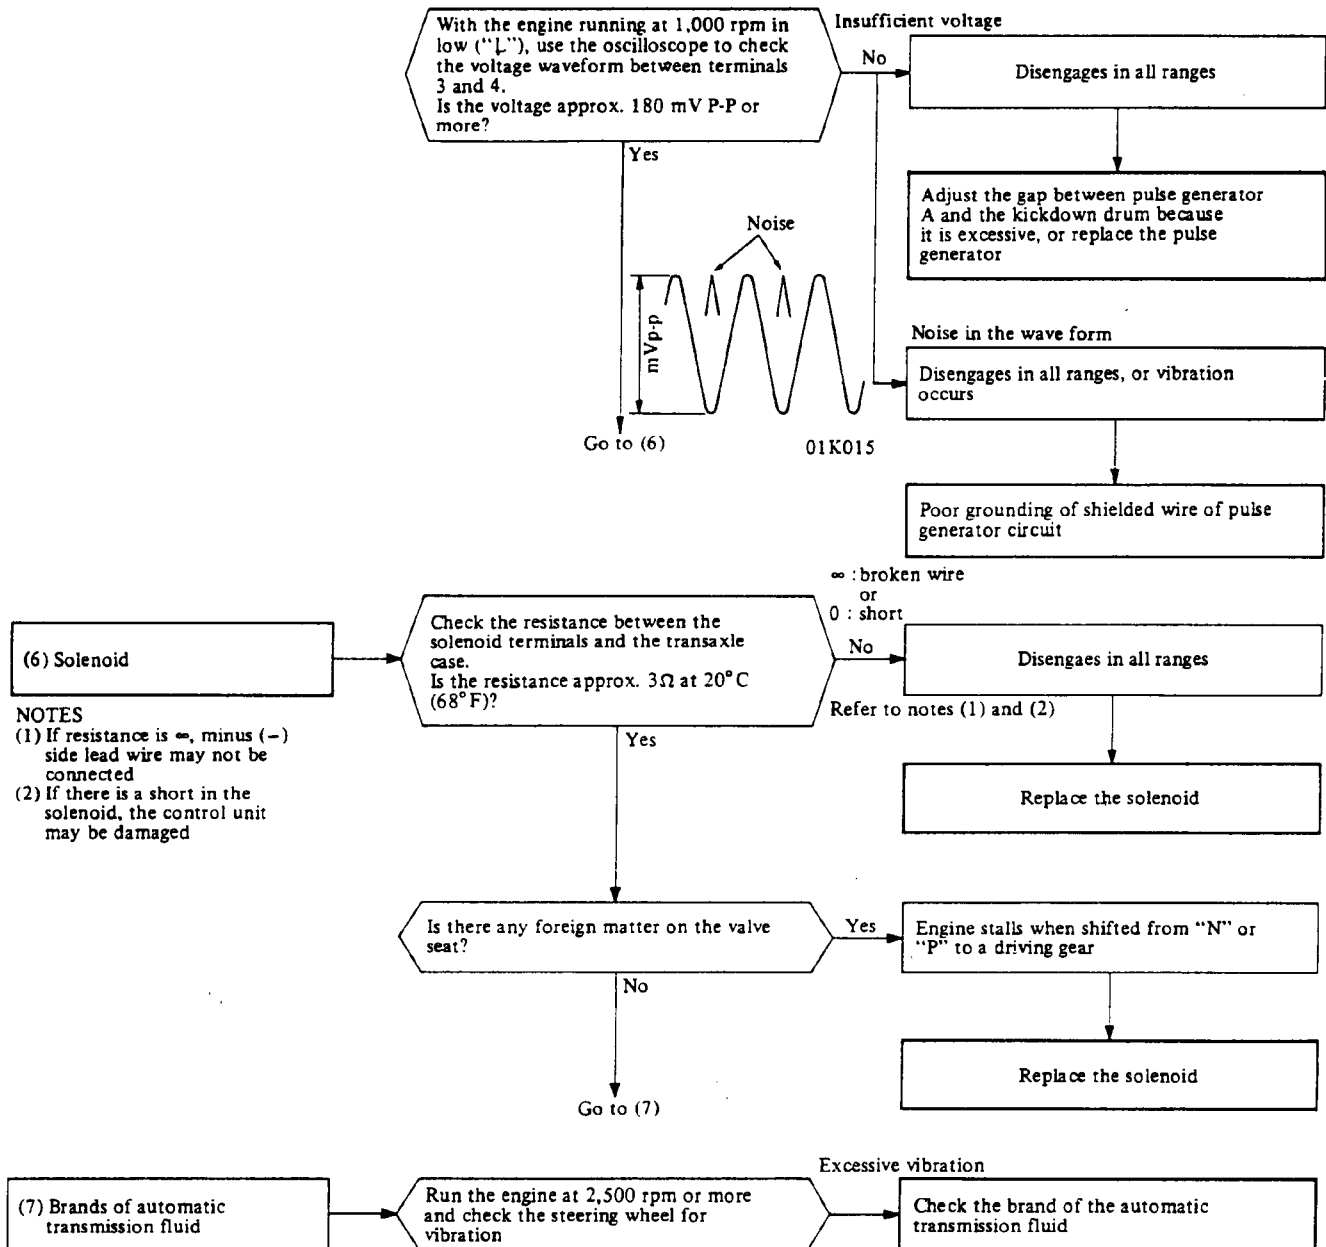 With the engine running at 1,000 rpm in
low ("L"), use the oscilloscope to check
the voltage waveform between terminals
3 and 4.
Is the voltage approx. 180 mV P-P or
more?
Insufficient voltage
No
Disengages in all ranges
Yes
Adjust the gap between pulse generator
A and the kickdown drum because
it is excessive, or replace the pulse
generator
Noise
mVp-p
Noise in the wave form
Disengages in all ranges, or vibration
occurs
Go to (6)
01K015
Poor grounding of shielded wire of pulse
generator circuit
∞ : broken wire
or
0 : short
(6) Solenoid
Check the resistance between the
solenoid terminals and the transaxle
case.
Is the resistance approx. 3Ω at 20°C
(68°F)?
No
Disengaes in all ranges
Refer to notes (1) and (2)
NOTES
(1) If resistance is ∞, minus (−)
side lead wire may not be
connected
(2) If there is a short in the
solenoid, the control unit
may be damaged
Yes
Replace the solenoid
Is there any foreign matter on the valve
seat?
Yes
Engine stalls when shifted from "N" or
"P" to a driving gear
No
Replace the solenoid
Go to (7)
(7) Brands of automatic
transmission fluid
Run the engine at 2,500 rpm or more
and check the steering wheel for
vibration
Excessive vibration
Check the brand of the automatic
transmission fluid